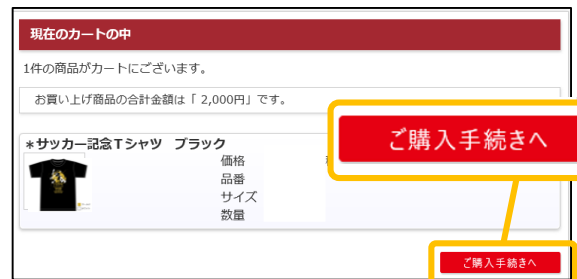 現在のカートの中
1件の商品がカートにございます。
お買い上げ商品の合計金額は「 2,000円」です。
＊サッカー記念Tシャツ　ブラック
価格
品番
サイズ
数量
ご購入手続きへ
ご購入手続きへ